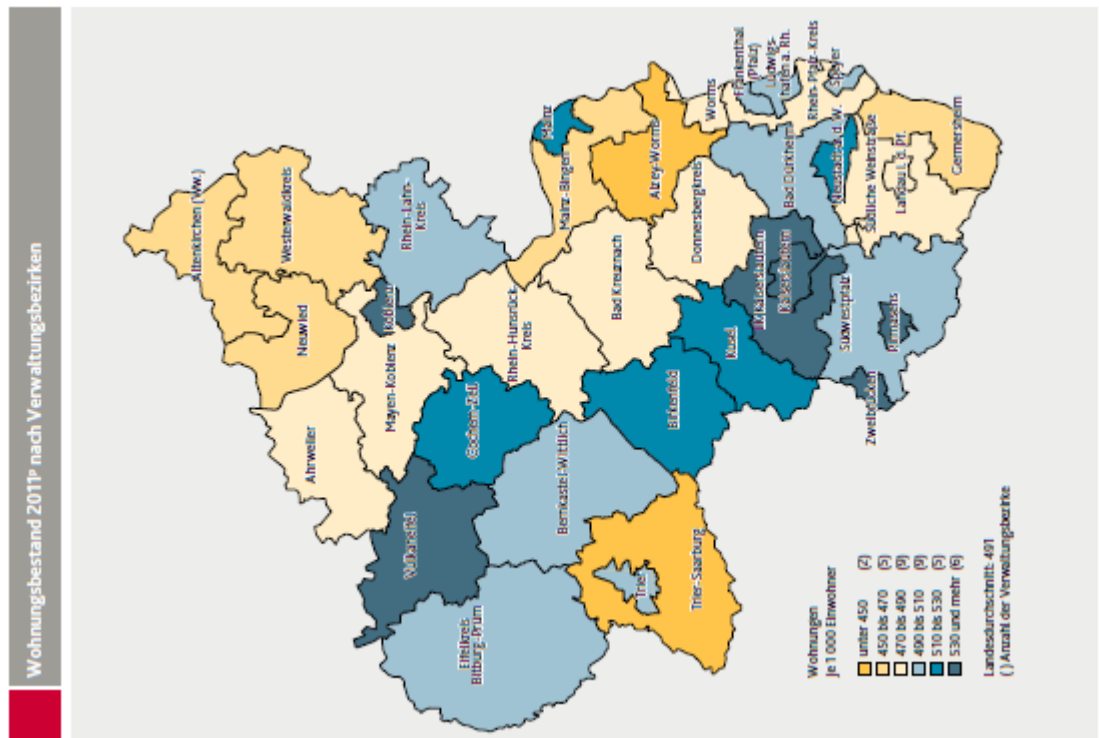 Wohnungsbestand 2011ᵖ nach Verwaltungsbezirken
Altenkirchen (Ww.)
Westerwaldkreis
Neuwied
Rhein-Lahn-
Kreis
Ahrweiler
Mayen-Koblenz
Koblenz
Vulkaneifel
Cochem-Zell
Rhein-Hunsrück-
Kreis
Eifelkreis
Bitburg-Prüm
Bernkastel-Wittlich
Trier
Trier-Saarburg
Birkenfeld
Bad Kreuznach
Mainz-Bingen
Mainz
Alzey-Worms
Worms
Donnersbergkreis
Kusel
Lk Kaiserslautern
Kaiserslautern
Bad Dürkheim
Frankenthal
(Pfalz)
Ludwigs-
hafen a. Rh.
Rhein-Pfalz-Kreis
Speyer
Neustadt a. d. W.
Südliche Weinstraße
Landau i. d. Pf.
Germersheim
Südwestpfalz
Pirmasens
Zweibrücken
Wohnungen
je 1 000 Einwohner
unter 450 (2)
450 bis 470 (5)
470 bis 490 (9)
490 bis 510 (9)
510 bis 530 (5)
530 und mehr (6)
Landesdurchschnitt: 491
( ) Anzahl der Verwaltungsbezirke